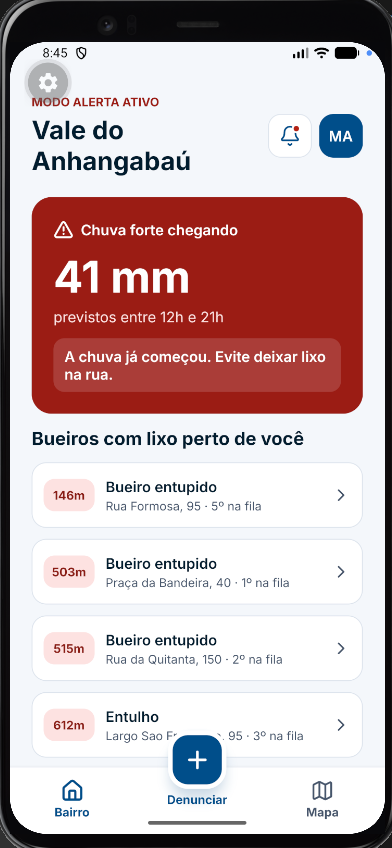 8:45
MODO ALERTA ATIVO
Vale do
Anhangabaú
MA
Chuva forte chegando
41 mm
previstos entre 12h e 21h
A chuva já começou. Evite deixar lixo
na rua.
Bueiros com lixo perto de você
146m
Bueiro entupido
Rua Formosa, 95 · 5º na fila
503m
Bueiro entupido
Praça da Bandeira, 40 · 1º na fila
515m
Bueiro entupido
Rua da Quitanta, 150 · 2º na fila
612m
Entulho
Largo Sao 95 · 3º na fila
Bairro
Denunciar
Mapa